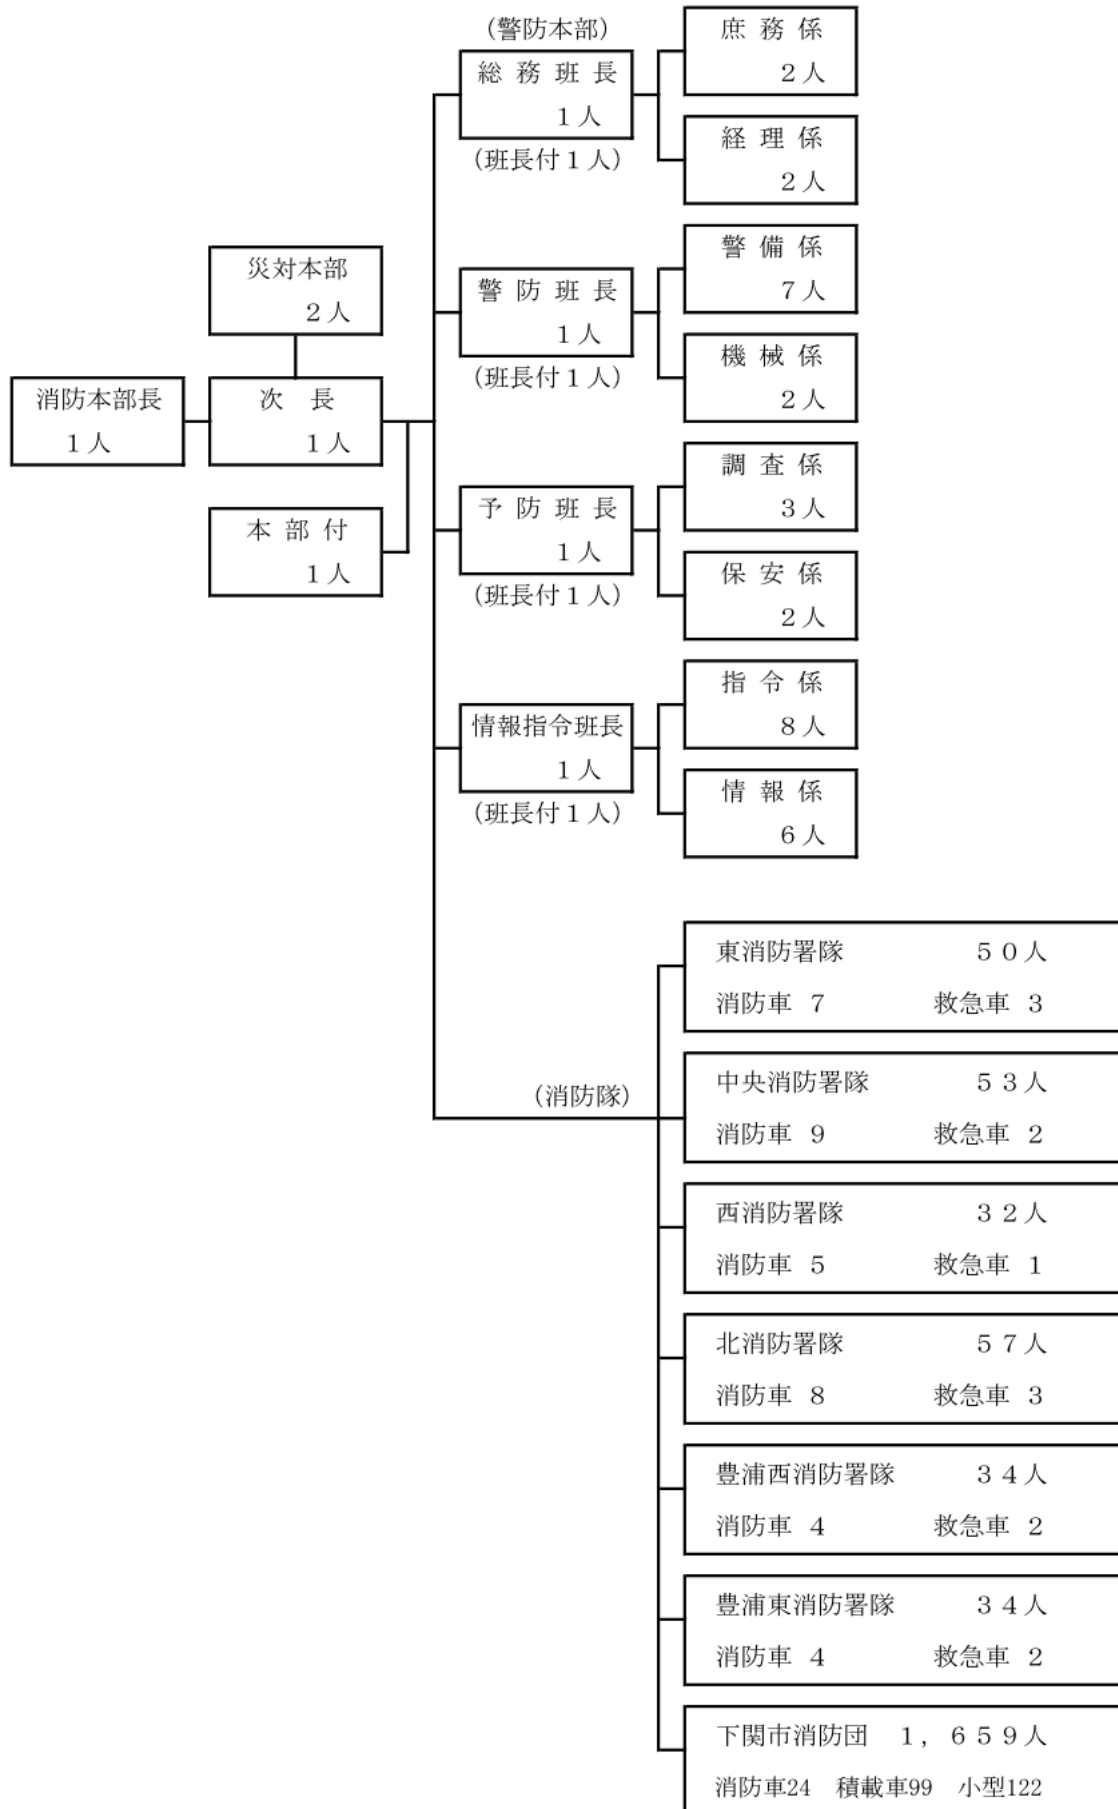 消防本部長
1人
災対本部
2人
次 長
1人
本 部 付
1人
(警防本部)
総 務 班 長
1人
(班長付1人)
庶 務 係
2人
経 理 係
2人
警 防 班 長
1人
(班長付1人)
警 備 係
7人
機 械 係
2人
予 防 班 長
1人
(班長付1人)
調 査 係
3人
保 安 係
2人
情報指令班長
1人
(班長付1人)
指 令 係
8人
情 報 係
6人
(消防隊)
東消防署隊 50人
消防車 7 救急車 3
中央消防署隊 53人
消防車 9 救急車 2
西消防署隊 32人
消防車 5 救急車 1
北消防署隊 57人
消防車 8 救急車 3
豊浦西消防署隊 34人
消防車 4 救急車 2
豊浦東消防署隊 34人
消防車 4 救急車 2
下関市消防団 1,659人
消防車24 積載車99 小型122